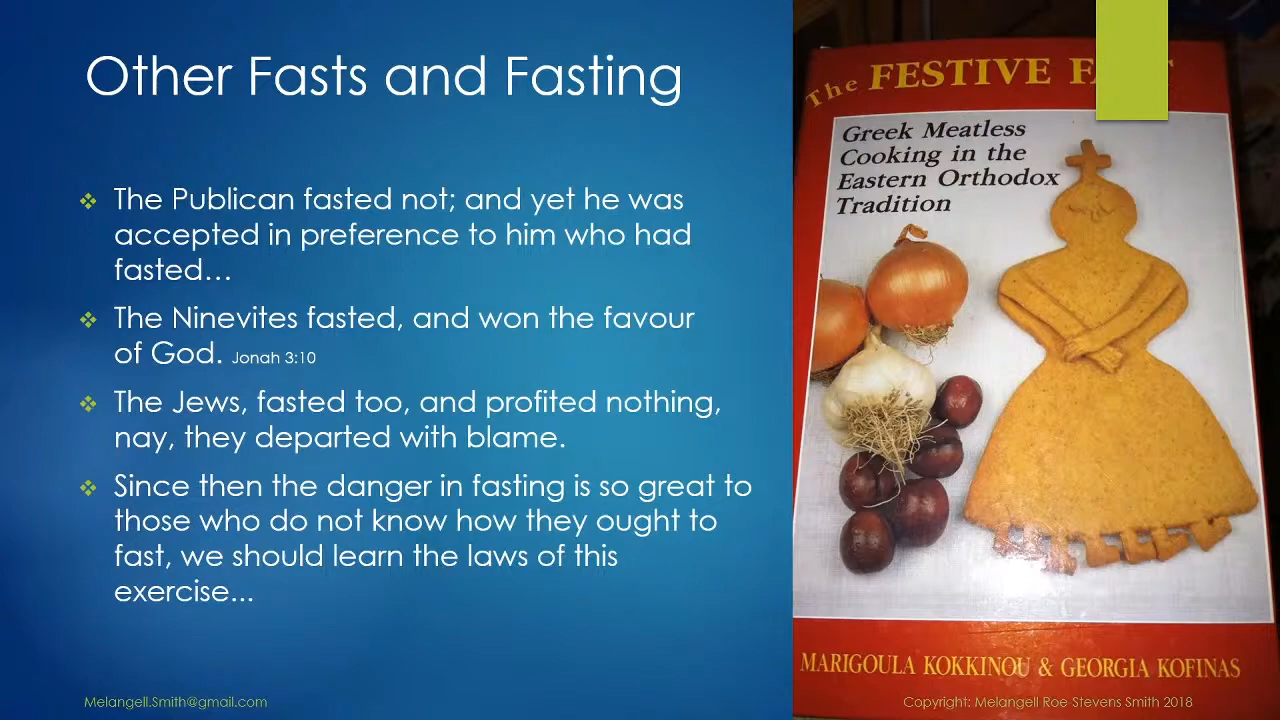 Other Fasts and Fasting
The Publican fasted not; and yet he was
accepted in preference to him who had
fasted…
The Ninevites fasted, and won the favour
of God. Jonah 3:10
The Jews, fasted too, and profited nothing,
nay, they departed with blame.
Since then the danger in fasting is so great to
those who do not know how they ought to
fast, we should learn the laws of this
exercise...
Melangell.Smith@gmail.com
The FESTIVE
Greek Meatless
Cooking in the
Eastern Orthodox
Tradition
MARIGOULA KOKKINOU & GEORGIA KOFINAS
Copyright: Melangell Roe Stevens Smith 2018